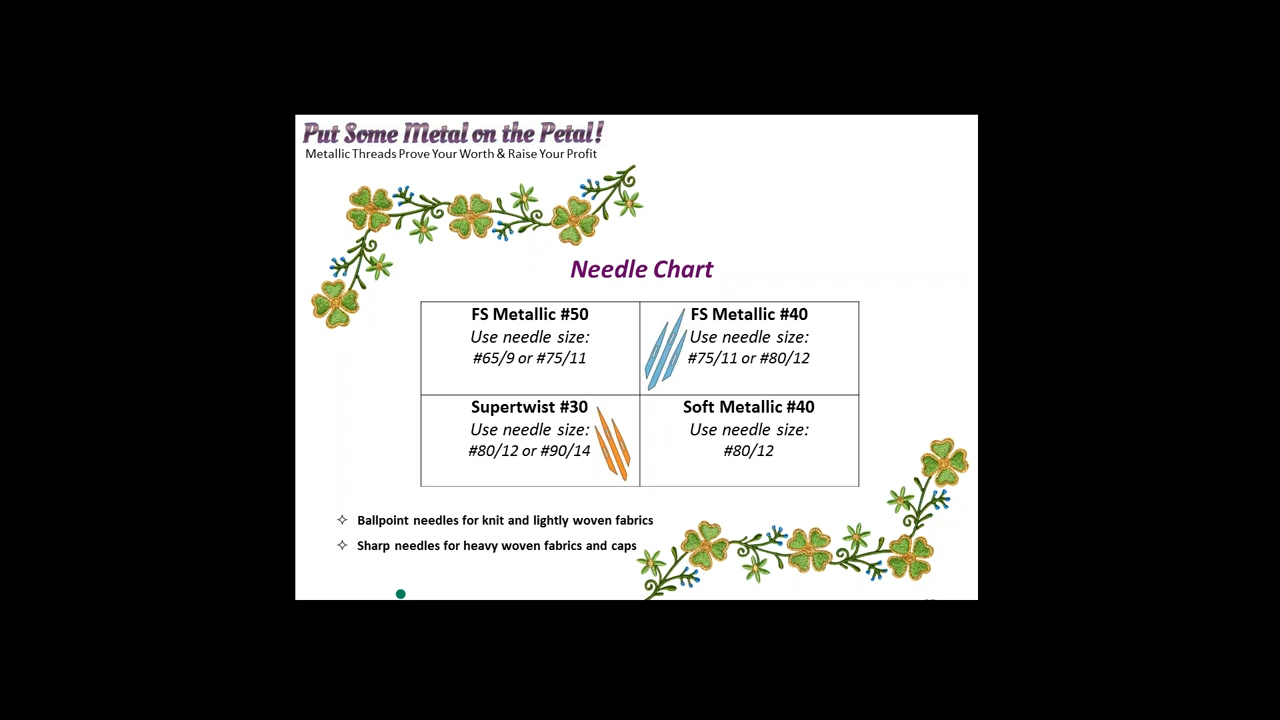 Put Some Metal on the Petal!
Metallic Threads Prove Your Worth & Raise Your Profit
Needle Chart
FS Metallic #50
Use needle size:
#65/9 or #75/11
FS Metallic #40
Use needle size:
#75/11 or #80/12
Supertwist #30
Use needle size:
#80/12 or #90/14
Soft Metallic #40
Use needle size:
#80/12
✧ Ballpoint needles for knit and lightly woven fabrics
✧ Sharp needles for heavy woven fabrics and caps